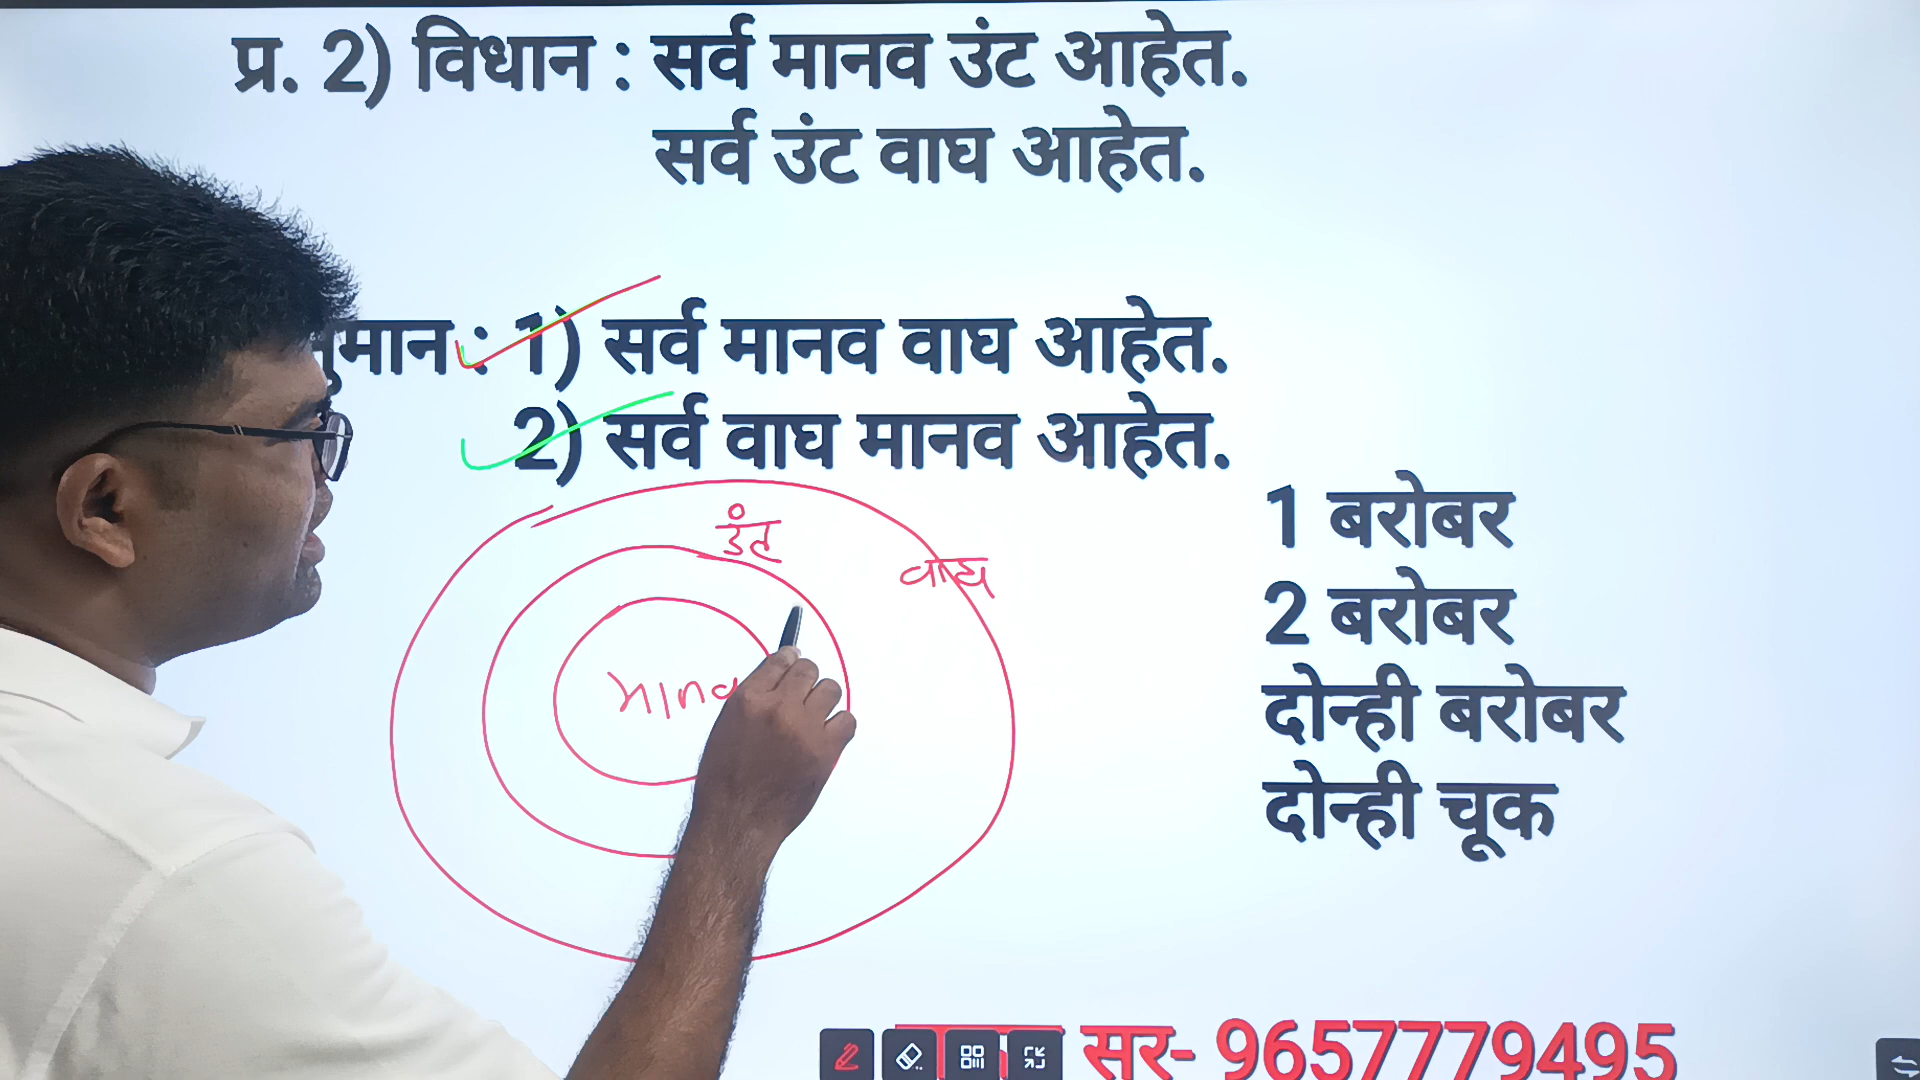 प्र. 2) विधान : सर्व मानव उंट आहेत.
सर्व उंट वाघ आहेत.
नुमान : 1) सर्व मानव वाघ आहेत.
2) सर्व वाघ मानव आहेत.
उंट
वाघ
मानव
1 बरोबर
2 बरोबर
दोन्ही बरोबर
दोन्ही चूक
सर- 9657779495